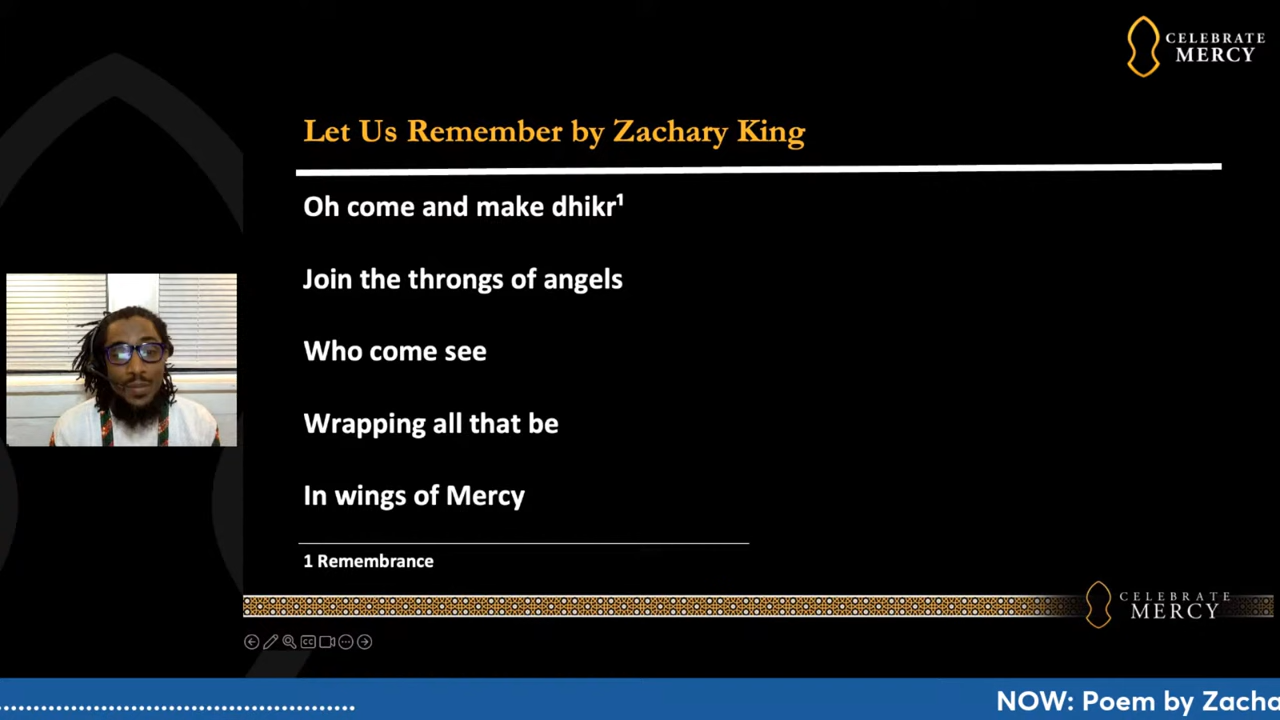 CELEBRATE
MERCY
Let Us Remember by Zachary King
Oh come and make dhikr¹
Join the throngs of angels
Who come see
Wrapping all that be
In wings of Mercy
1 Remembrance
CELEBRATE
MERCY
CC
NOW: Poem by Zacha